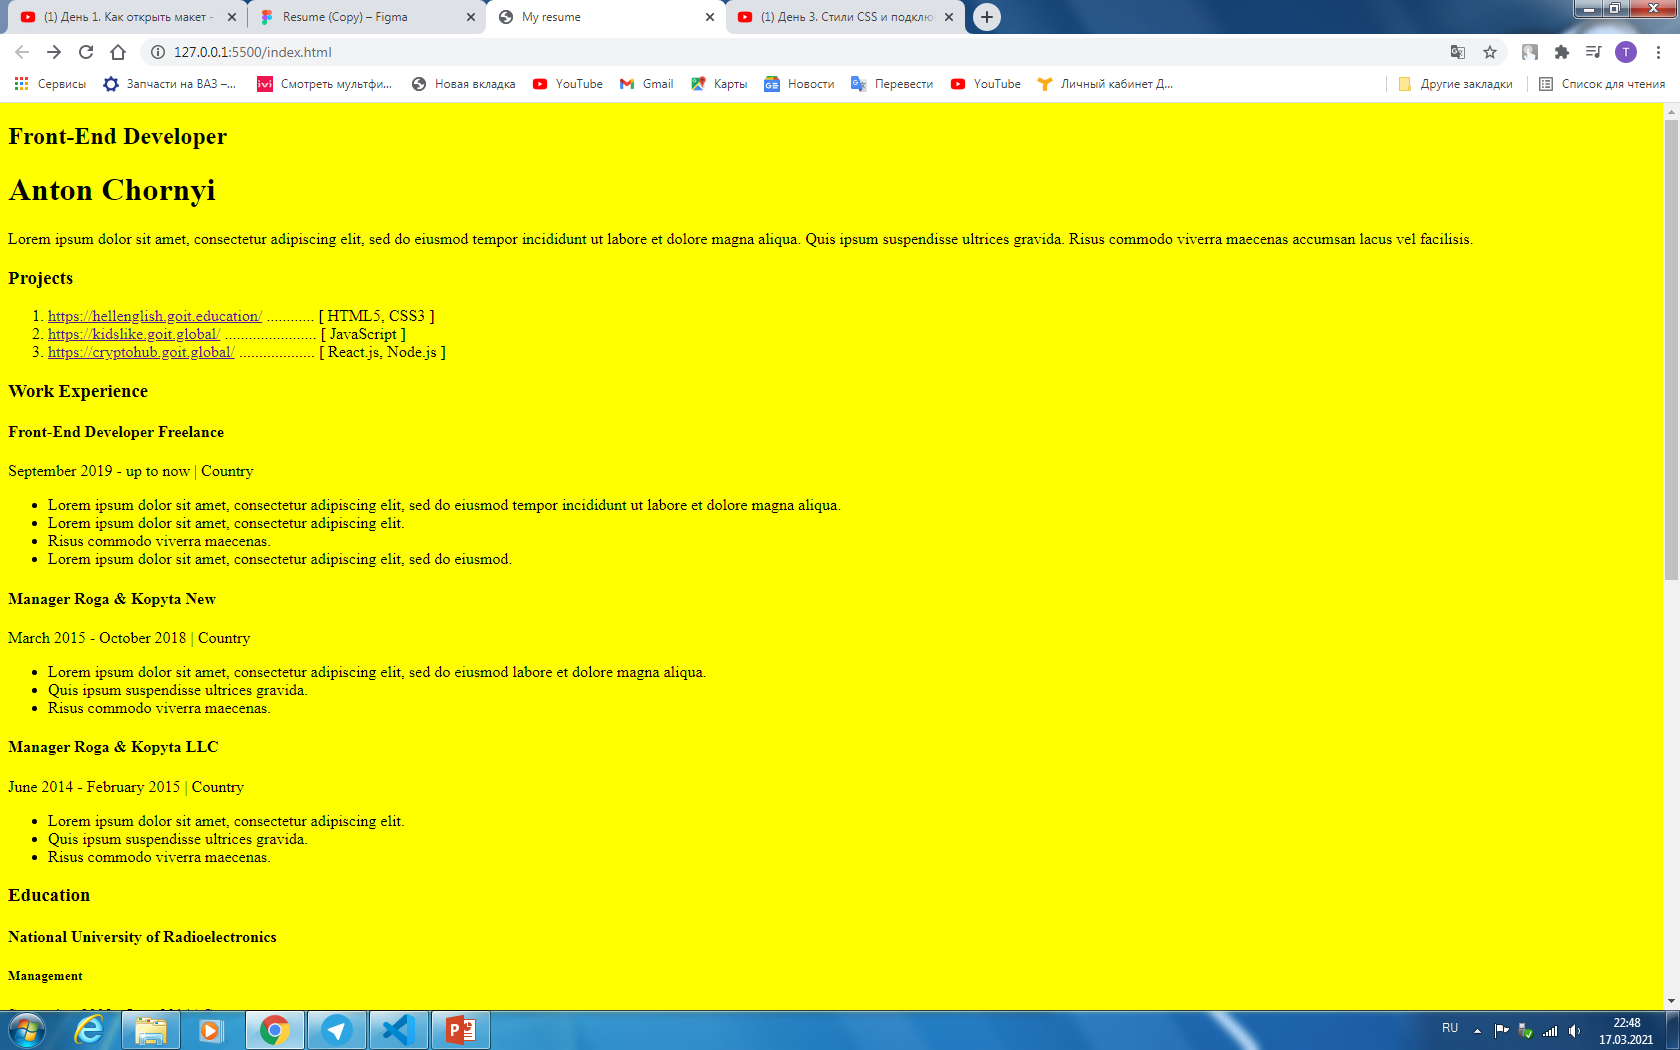 (1) День 1. Как открыть макет -
Resume (Copy) – Figma
My resume
(1) День 3. Стили CSS и подклю
127.0.0.1:5500/index.html
T
Сервисы
Запчасти на ВАЗ –...
Смотреть мультфи...
Новая вкладка
YouTube
Gmail
Карты
Новости
Перевести
YouTube
Личный кабинет Д...
Другие закладки
Список для чтения
Front-End Developer
Anton Chornyi
Lorem ipsum dolor sit amet, consectetur adipiscing elit, sed do eiusmod tempor incididunt ut labore et dolore magna aliqua. Quis ipsum suspendisse ultrices gravida. Risus commodo viverra maecenas accumsan lacus vel facilisis.
Projects
1. https://hellenglish.goit.education/ ............ [ HTML5, CSS3 ]
2. https://kidslike.goit.global/ ....................... [ JavaScript ]
3. https://cryptohub.goit.global/ ................... [ React.js, Node.js ]
Work Experience
Front-End Developer Freelance
September 2019 - up to now | Country
• Lorem ipsum dolor sit amet, consectetur adipiscing elit, sed do eiusmod tempor incididunt ut labore et dolore magna aliqua.
• Lorem ipsum dolor sit amet, consectetur adipiscing elit.
• Risus commodo viverra maecenas.
• Lorem ipsum dolor sit amet, consectetur adipiscing elit, sed do eiusmod.
Manager Roga & Kopyta New
March 2015 - October 2018 | Country
• Lorem ipsum dolor sit amet, consectetur adipiscing elit, sed do eiusmod labore et dolore magna aliqua.
• Quis ipsum suspendisse ultrices gravida.
• Risus commodo viverra maecenas.
Manager Roga & Kopyta LLC
June 2014 - February 2015 | Country
• Lorem ipsum dolor sit amet, consectetur adipiscing elit.
• Quis ipsum suspendisse ultrices gravida.
• Risus commodo viverra maecenas.
Education
National University of Radioelectronics
Management
RU
22:48
17.03.2021